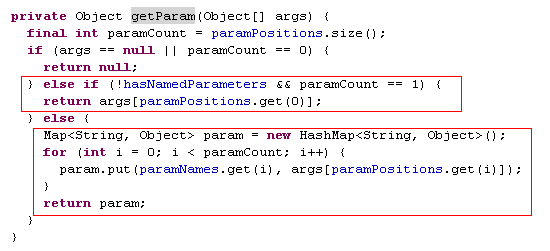 private Object getParam(Object[] args) {
  final int paramCount = paramPositions.size();
  if (args == null || paramCount == 0) {
    return null;
  } else if (!hasNamedParameters && paramCount == 1) {
    return args[paramPositions.get(0)];
  } else {
    Map<String, Object> param = new HashMap<String, Object>();
    for (int i = 0; i < paramCount; i++) {
      param.put(paramNames.get(i), args[paramPositions.get(i)]);
    }
    return param;
  }
}